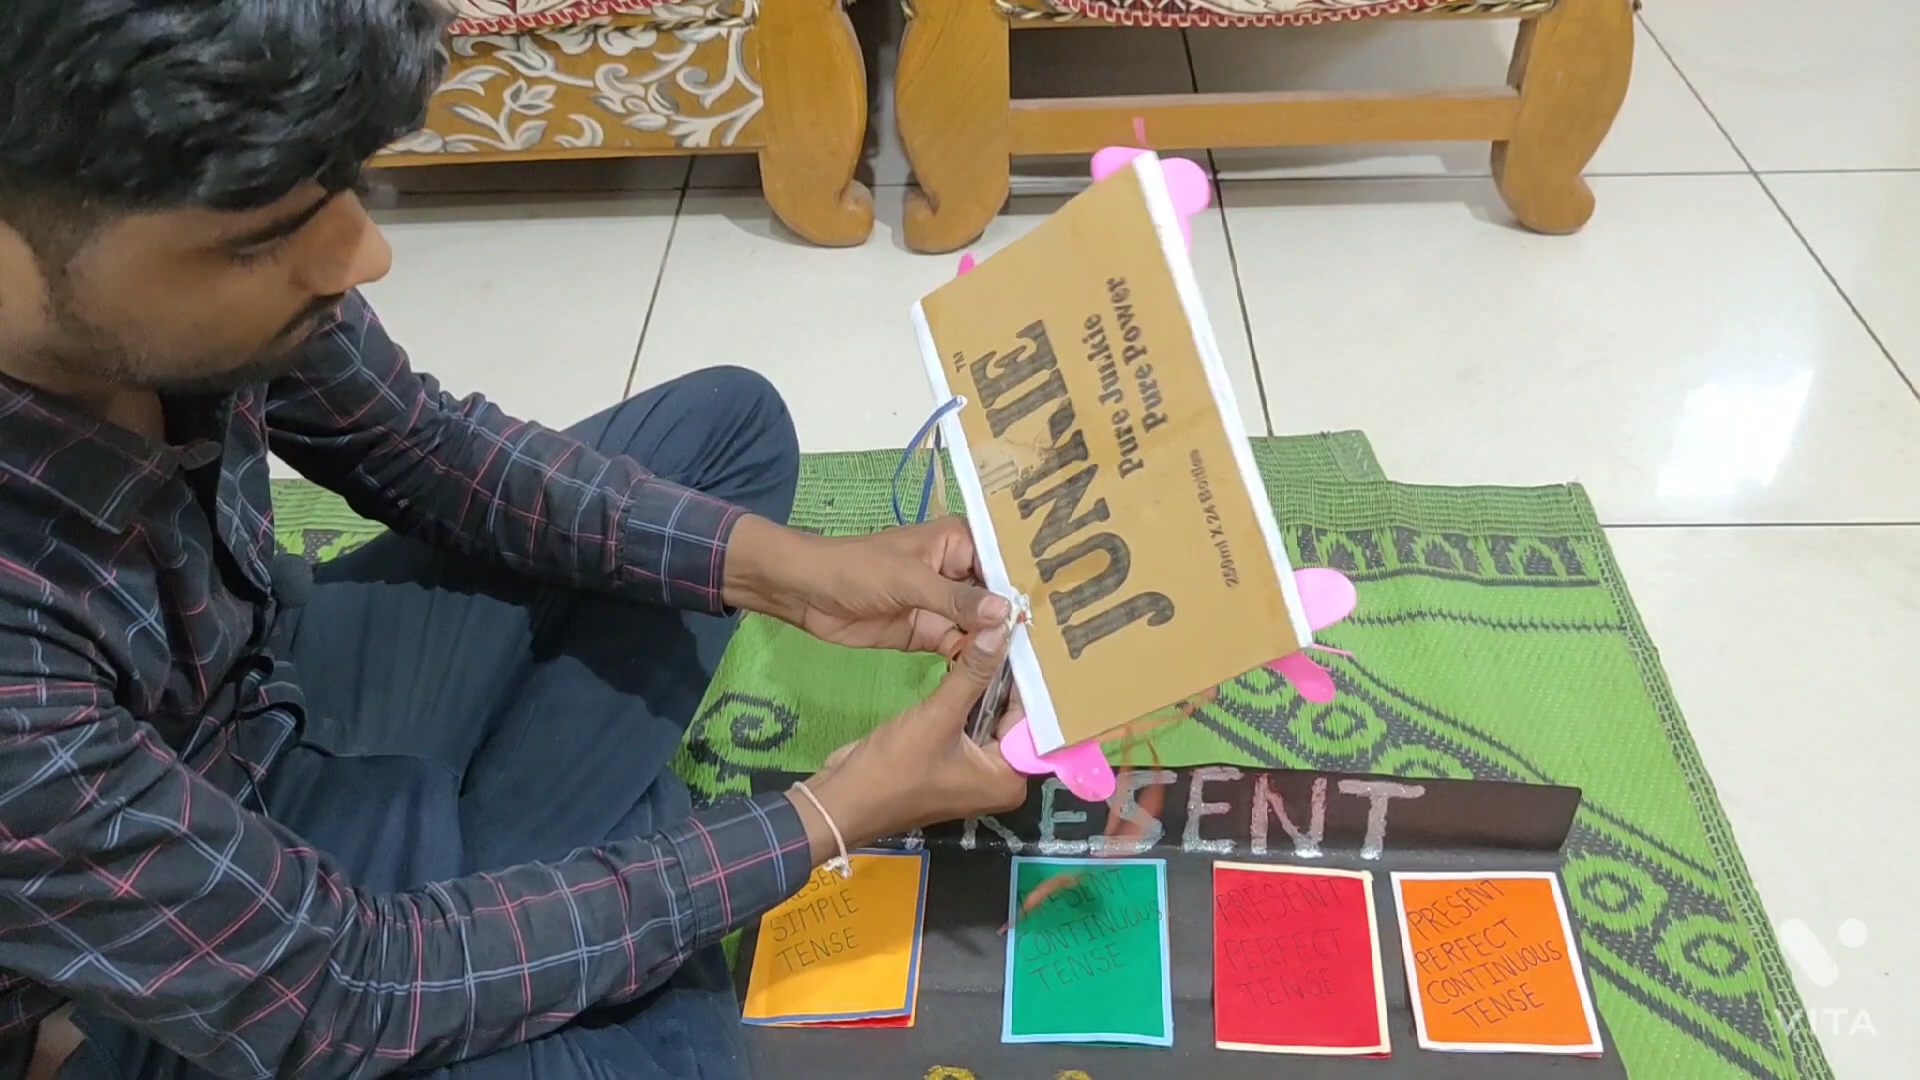 JUNKIE
TM
Pure Junkie
Pure Power
250ml X 24 Bottles
PRESENT
PRESENT
SIMPLE
TENSE
PRESENT
CONTINUOUS
TENSE
PRESENT
PERFECT
TENSE
PRESENT
PERFECT
CONTINUOUS
TENSE
VITA